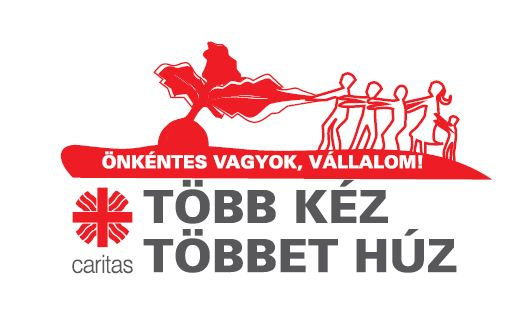 ÖNKÉNTES VAGYOK, VÁLLALOM!
TÖBB KÉZ
TÖBBET HÚZ
caritas